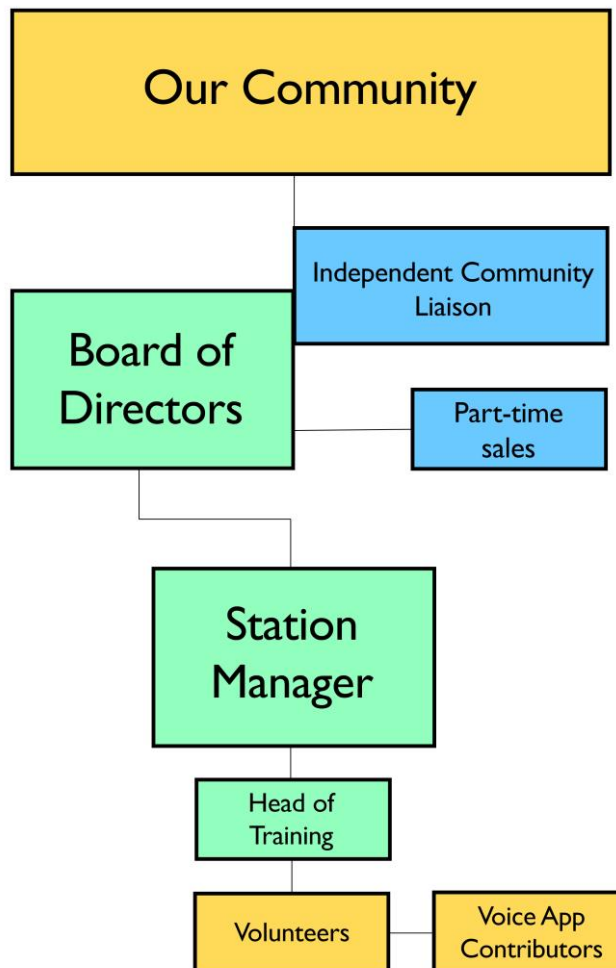 Our Community
Independent Community
Liaison
Board of
Directors
Part-time
sales
Station
Manager
Head of
Training
Volunteers
Voice App
Contributors